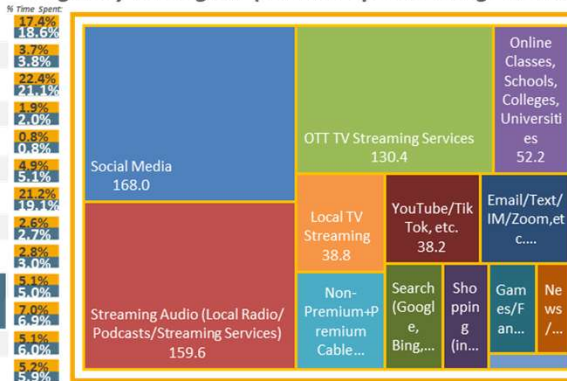 % Time Spent:
17.4%
18.6%
3.7%
3.8%
22.4%
21.1%
1.9%
2.0%
0.8%
0.8%
4.9%
5.1%
21.2%
19.1%
2.6%
2.7%
2.8%
3.0%
5.1%
5.0%
7.0%
6.9%
5.1%
6.0%
5.2%
5.9%
Social Media
168.0
Streaming Audio (Local Radio/
Podcasts/Streaming Services)
159.6
OTT TV Streaming Services
130.4
Online
Classes,
Schools,
Colleges,
Universiti
es
52.2
Local TV
Streaming
38.8
YouTube/Tik
Tok, etc.
38.2
Email/Text/
IM/Zoom,et
c....
Non-
Premium+P
remium
Cable...
Search
(Google,
Bing,...
Sho
pping
(in...
Gam
es/F
an...
Ne
ws
/...